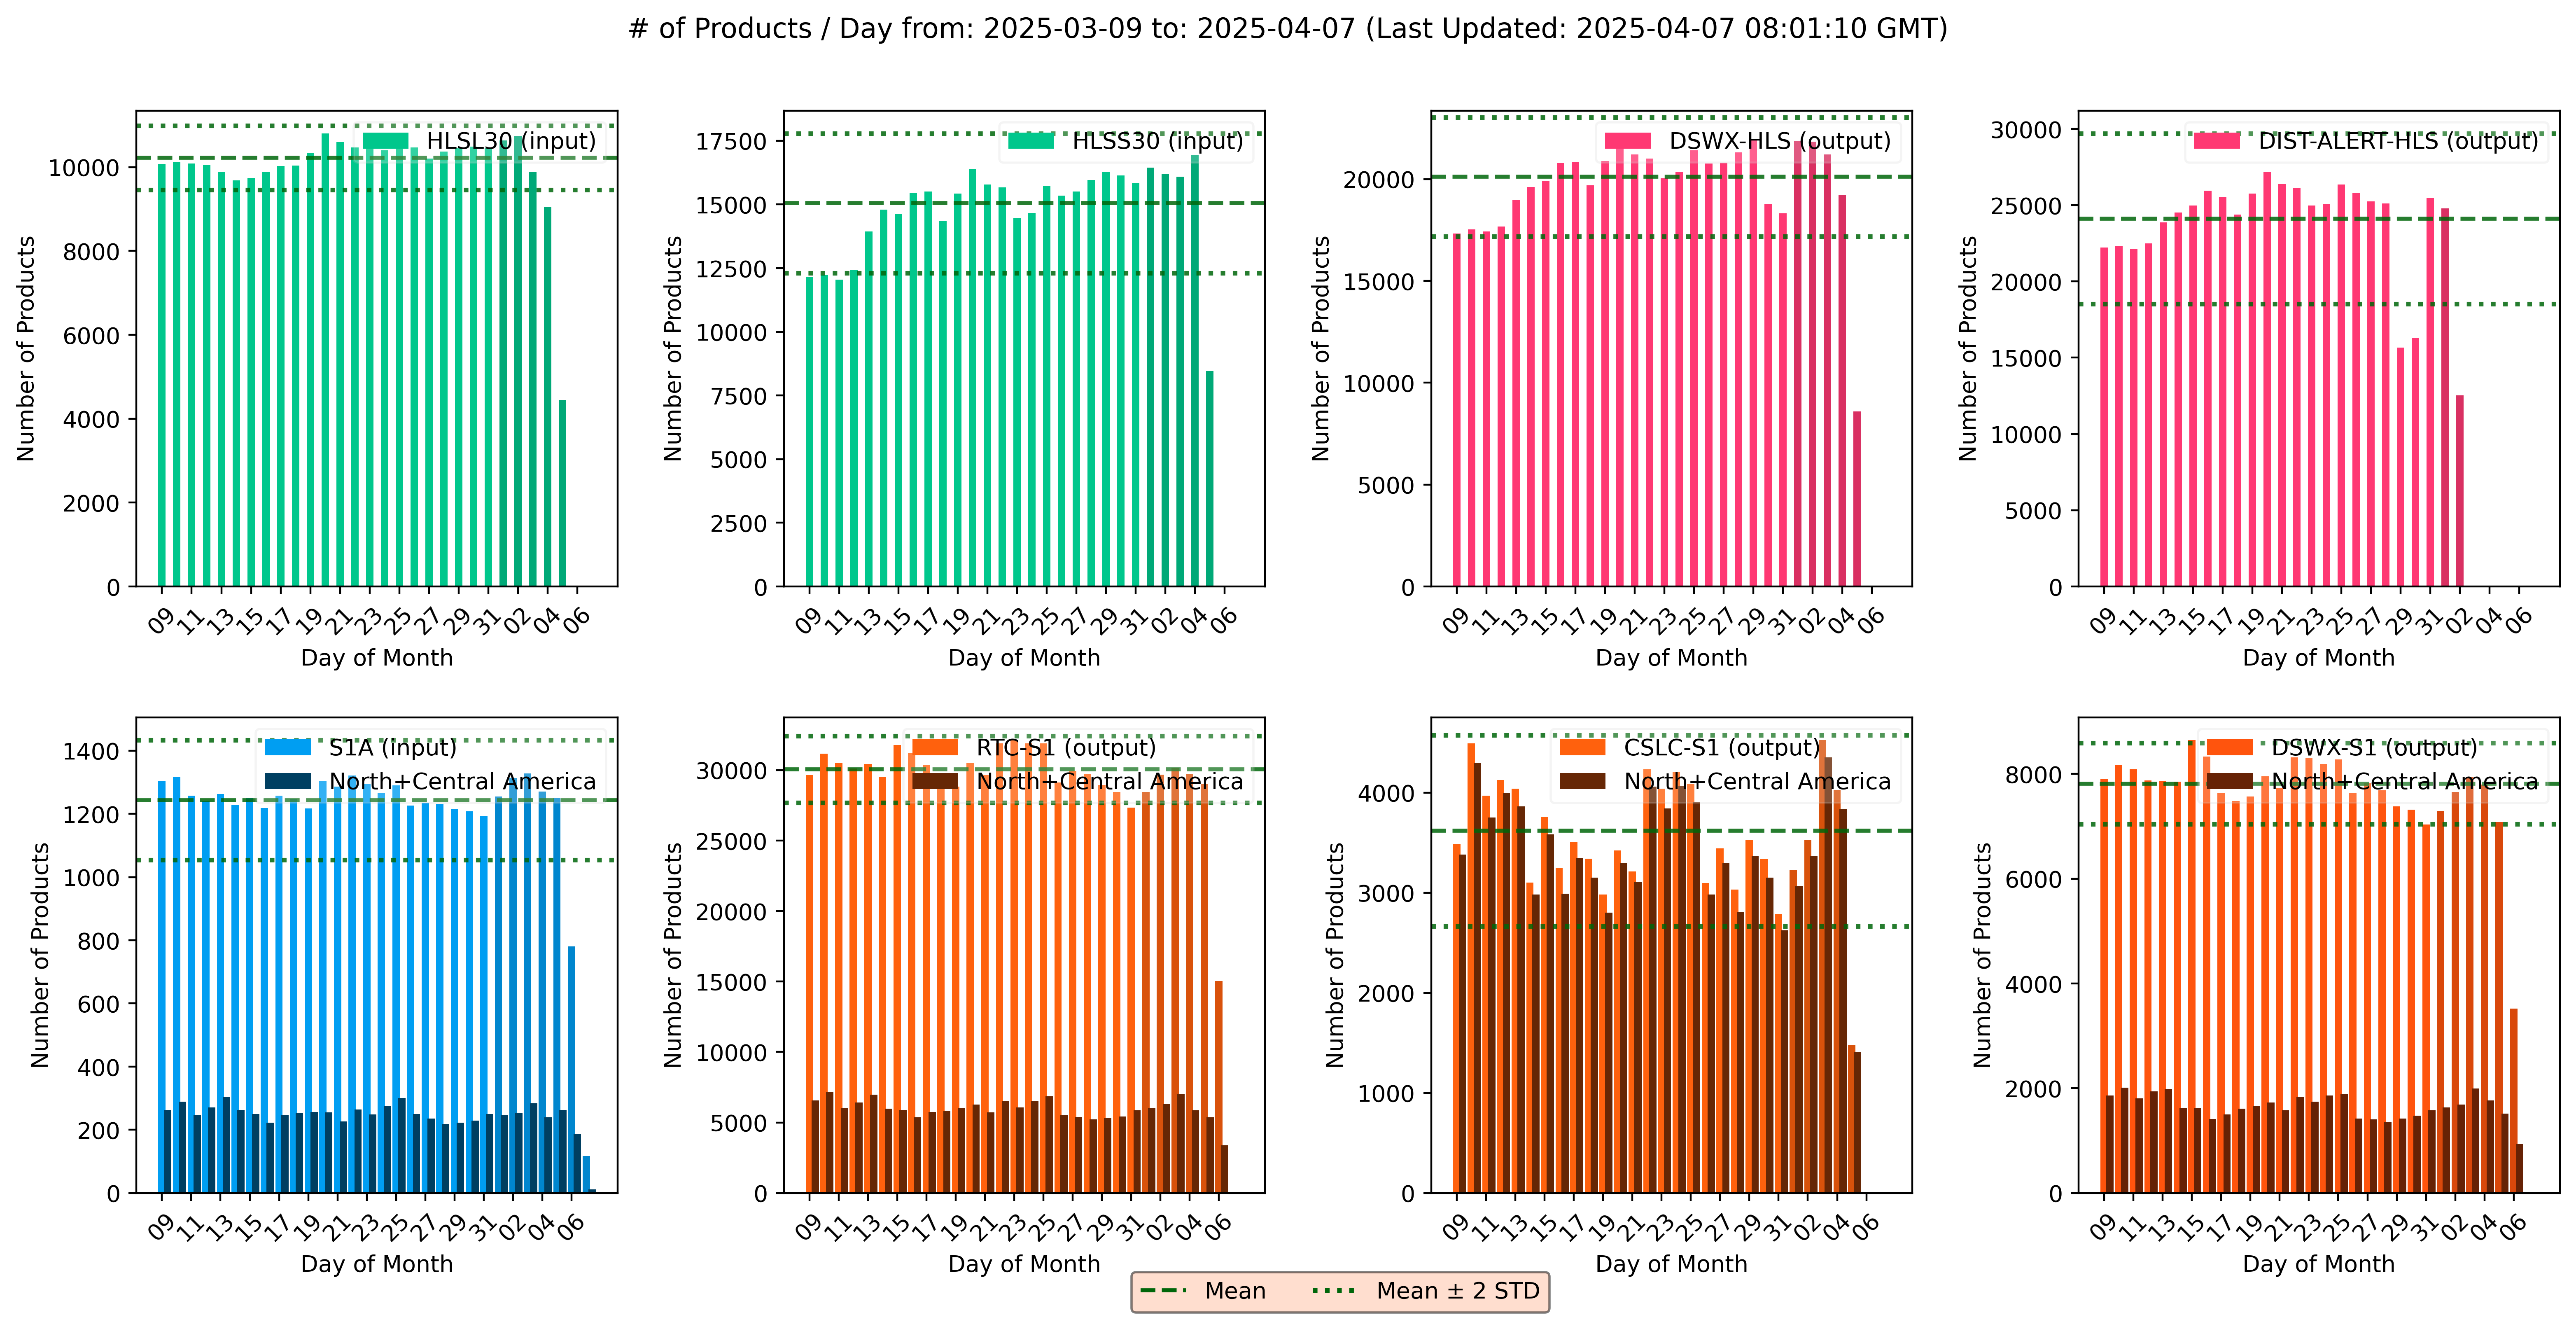 # of Products / Day from: 2025-03-09 to: 2025-04-07 (Last Updated: 2025-04-07 08:01:10 GMT)
HLSL30 (input)
Number of Products
10000
8000
6000
4000
2000
0
09 11 13 15 17 19 21 23 25 27 29 31 02 04 06
Day of Month
HLSS30 (input)
Number of Products
17500
15000
12500
10000
7500
5000
2500
0
09 11 13 15 17 19 21 23 25 27 29 31 02 04 06
Day of Month
DSWX-HLS (output)
Number of Products
20000
15000
10000
5000
0
09 11 13 15 17 19 21 23 25 27 29 31 02 04 06
Day of Month
DIST-ALERT-HLS (output)
Number of Products
30000
25000
20000
15000
10000
5000
0
09 11 13 15 17 19 21 23 25 27 29 31 02 04 06
Day of Month
S1A (input)
North+Central America
Number of Products
1400
1200
1000
800
600
400
200
0
09 11 13 15 17 19 21 23 25 27 29 31 02 04 06
Day of Month
RTC-S1 (output)
North+Central America
Number of Products
30000
25000
20000
15000
10000
5000
0
09 11 13 15 17 19 21 23 25 27 29 31 02 04 06
Day of Month
CSLC-S1 (output)
North+Central America
Number of Products
4000
3000
2000
1000
0
09 11 13 15 17 19 21 23 25 27 29 31 02 04 06
Day of Month
DSWX-S1 (output)
North+Central America
Number of Products
8000
6000
4000
2000
0
09 11 13 15 17 19 21 23 25 27 29 31 02 04 06
Day of Month
Mean
Mean ± 2 STD